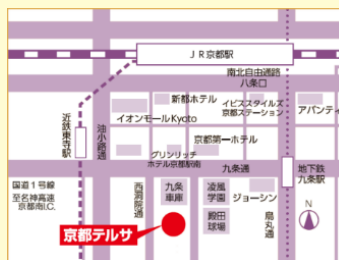 JR京都駅
南北自由通路
八条口
新都ホテル
イビススタイルズ
京都ステーション
アバンティ
イオンモールKyoto
近鉄東寺駅
油小路通
京都第一ホテル
グリンリッチ
ホテル京都駅南
九条通
地下鉄
九条駅
国道1号線
至名神高速
京都南I.C.
西洞院通
九条
車庫
凌風
学園
ジョーシン
烏丸通
N
殿田
球場
京都テルサ